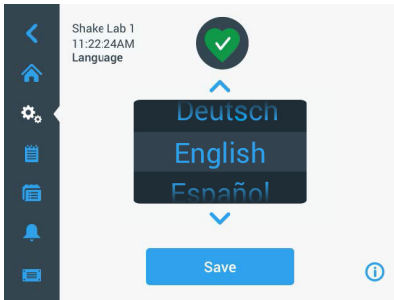 Shake Lab 1
11:22:24AM
Language
Deutsch
English
Español
Save